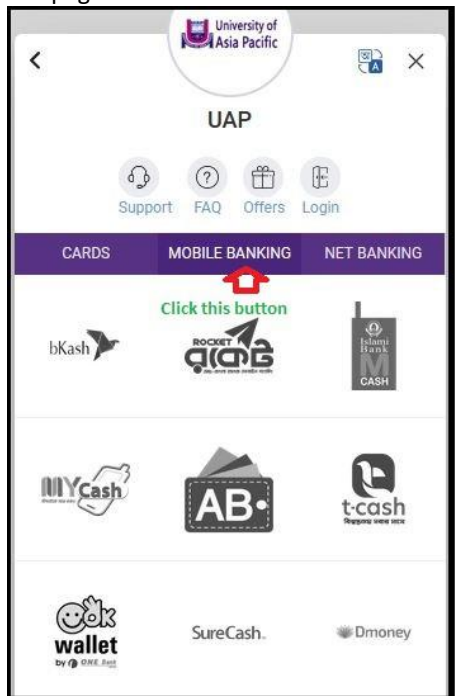 University of
Asia Pacific
UAP
Support FAQ Offers Login
CARDS MOBILE BANKING NET BANKING
Click this button
bKash
ROCKET
রকেট
Islami
Bank
M
CASH
MYCash
AB
t-cash
OK
wallet
by ONE Bank
SureCash.
Dmoney